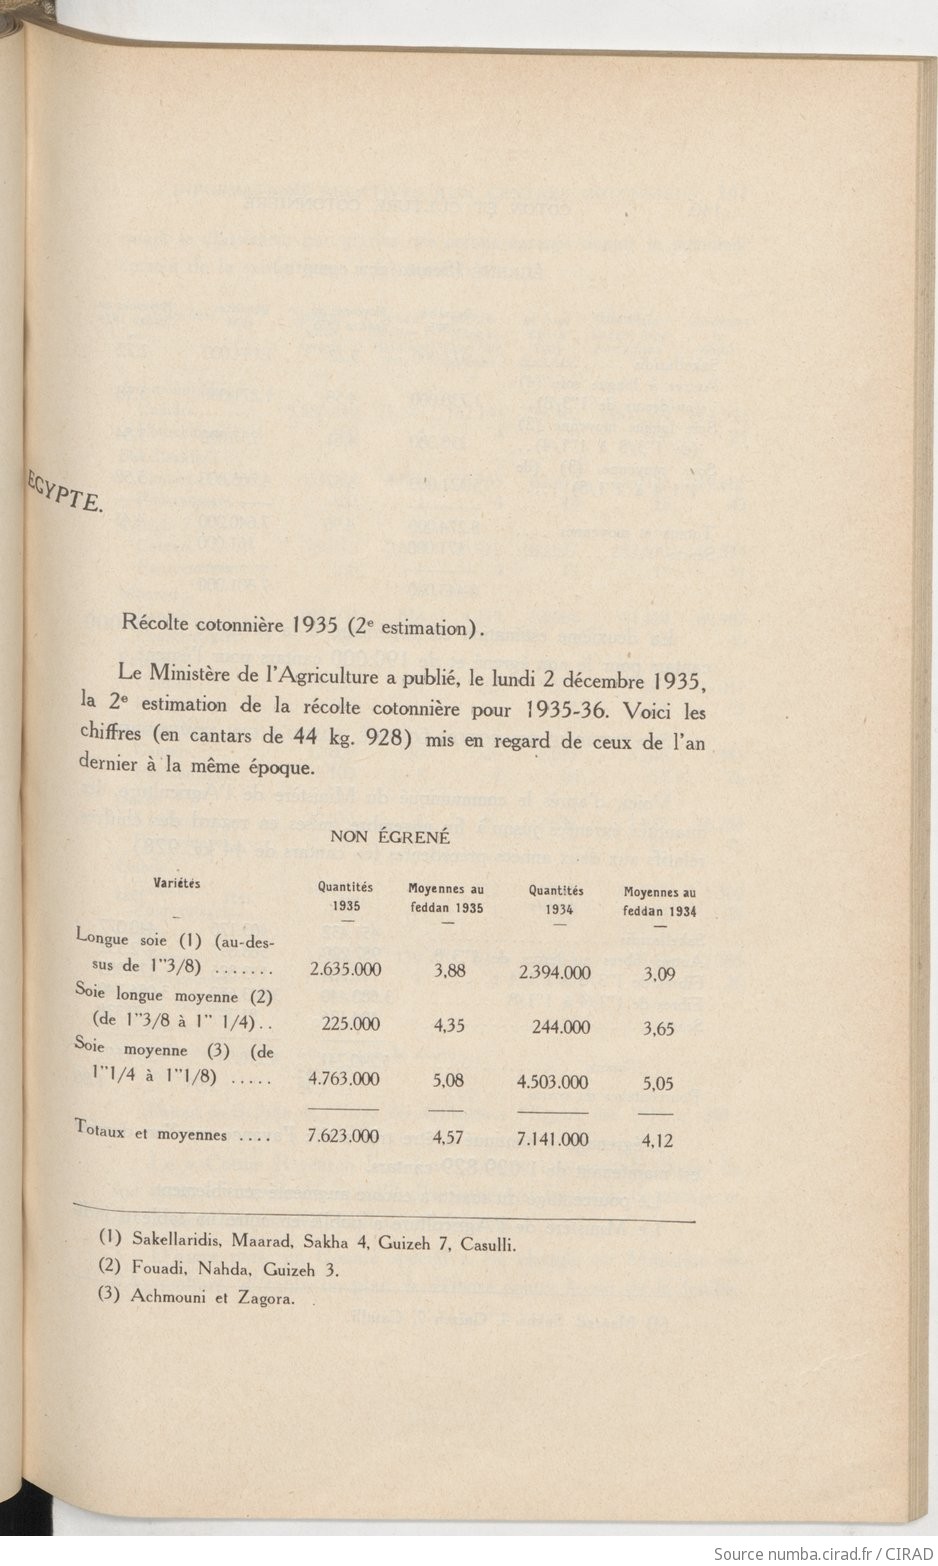 EGYPTE.
Récolte cotonnière 1935 (2e estimation).
Le Ministère de l'Agriculture a publié, le lundi 2 décembre 1935,
la 2e estimation de la récolte cotonnière pour 1935-36. Voici les
chiffres (en cantars de 44 kg. 928) mis en regard de ceux de l'an
dernier à la même époque.
NON ÉGRENÉ
Variétés Quantités 1935 Moyennes au feddan 1935 Quantités 1934 Moyennes au feddan 1934
Longue soie (1) (au-des-
sus de 1"3/8) ....... 2.635.000 3,88 2.394.000 3,09
Soie longue moyenne (2)
(de 1"3/8 à 1" 1/4).. 225.000 4,35 244.000 3,65
Soie moyenne (3) (de
1"1/4 à 1"1/8) ..... 4.763.000 5,08 4.503.000 5,05
Totaux et moyennes .... 7.623.000 4,57 7.141.000 4,12
(1) Sakellaridis, Maarad, Sakha 4, Guizeh 7, Casulli.
(2) Fouadi, Nahda, Guizeh 3.
(3) Achmouni et Zagora.
Source numba.cirad.fr / CIRAD